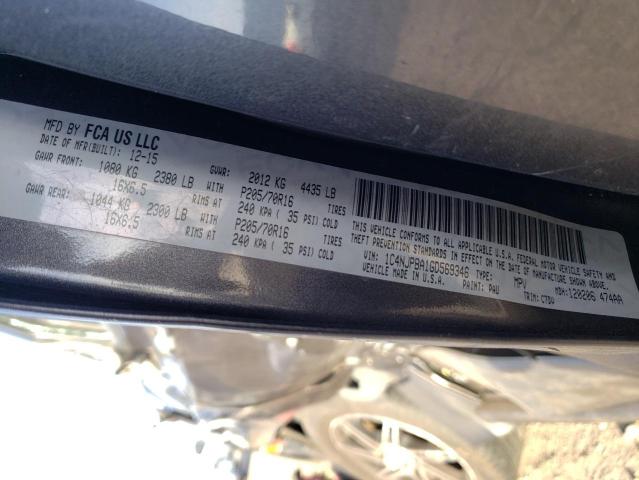 MFD BY FCA US LLC
DATE OF MFR(BUILT): 12-15 GVWR: 2012 KG 4435 LB
GAWR FRONT: 1080 KG 2380 LB WITH P205/70R16 TIRES
16X6.5 RIMS AT 240 KPA ( 35 PSI) COLD
GAWR REAR: 1044 KG 2300 LB WITH P205/70R16 TIRES
16X6.5 RIMS AT 240 KPA ( 35 PSI) COLD
THIS VEHICLE CONFORMS TO ALL APPLICABLE U.S.A. FEDERAL MOTOR VEHICLE SAFETY AND
THEFT PREVENTION STANDARDS IN EFFECT ON THE DATE OF MANUFACTURE SHOWN ABOVE.
VIN: 1C4NJPBA1GD569346 TYPE: MPV MDH:120206 474AA
VEHICLE MADE IN U.S.A. PAINT: PAU TRIM: